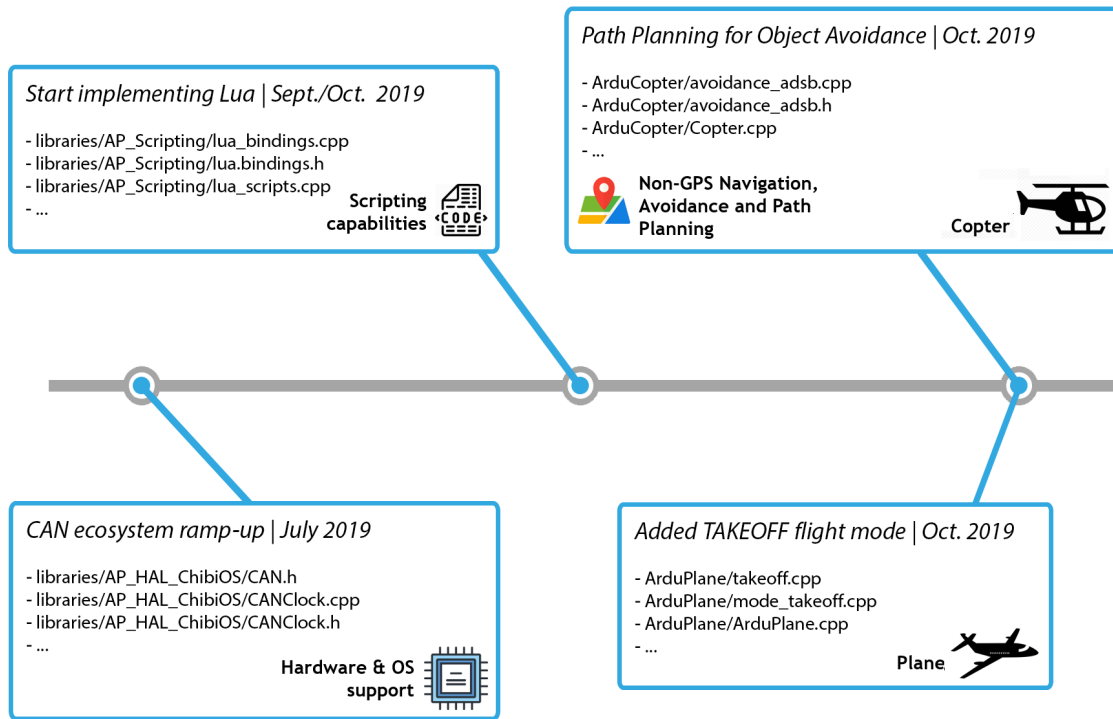 Start implementing Lua | Sept./Oct. 2019
- libraries/AP_Scripting/lua_bindings.cpp
- libraries/AP_Scripting/lua.bindings.h
- libraries/AP_Scripting/lua_scripts.cpp
- ...
Scripting
capabilities
<CODE>
Path Planning for Object Avoidance | Oct. 2019
- ArduCopter/avoidance_adsb.cpp
- ArduCopter/avoidance_adsb.h
- ArduCopter/Copter.cpp
- ...
Non-GPS Navigation,
Avoidance and Path
Planning
Copter
CAN ecosystem ramp-up | July 2019
- libraries/AP_HAL_ChibiOS/CAN.h
- libraries/AP_HAL_ChibiOS/CANClock.cpp
- libraries/AP_HAL_ChibiOS/CANClock.h
- ...
Hardware & OS
support
Added TAKEOFF flight mode | Oct. 2019
- ArduPlane/takeoff.cpp
- ArduPlane/mode_takeoff.cpp
- ArduPlane/ArduPlane.cpp
- ...
Plane